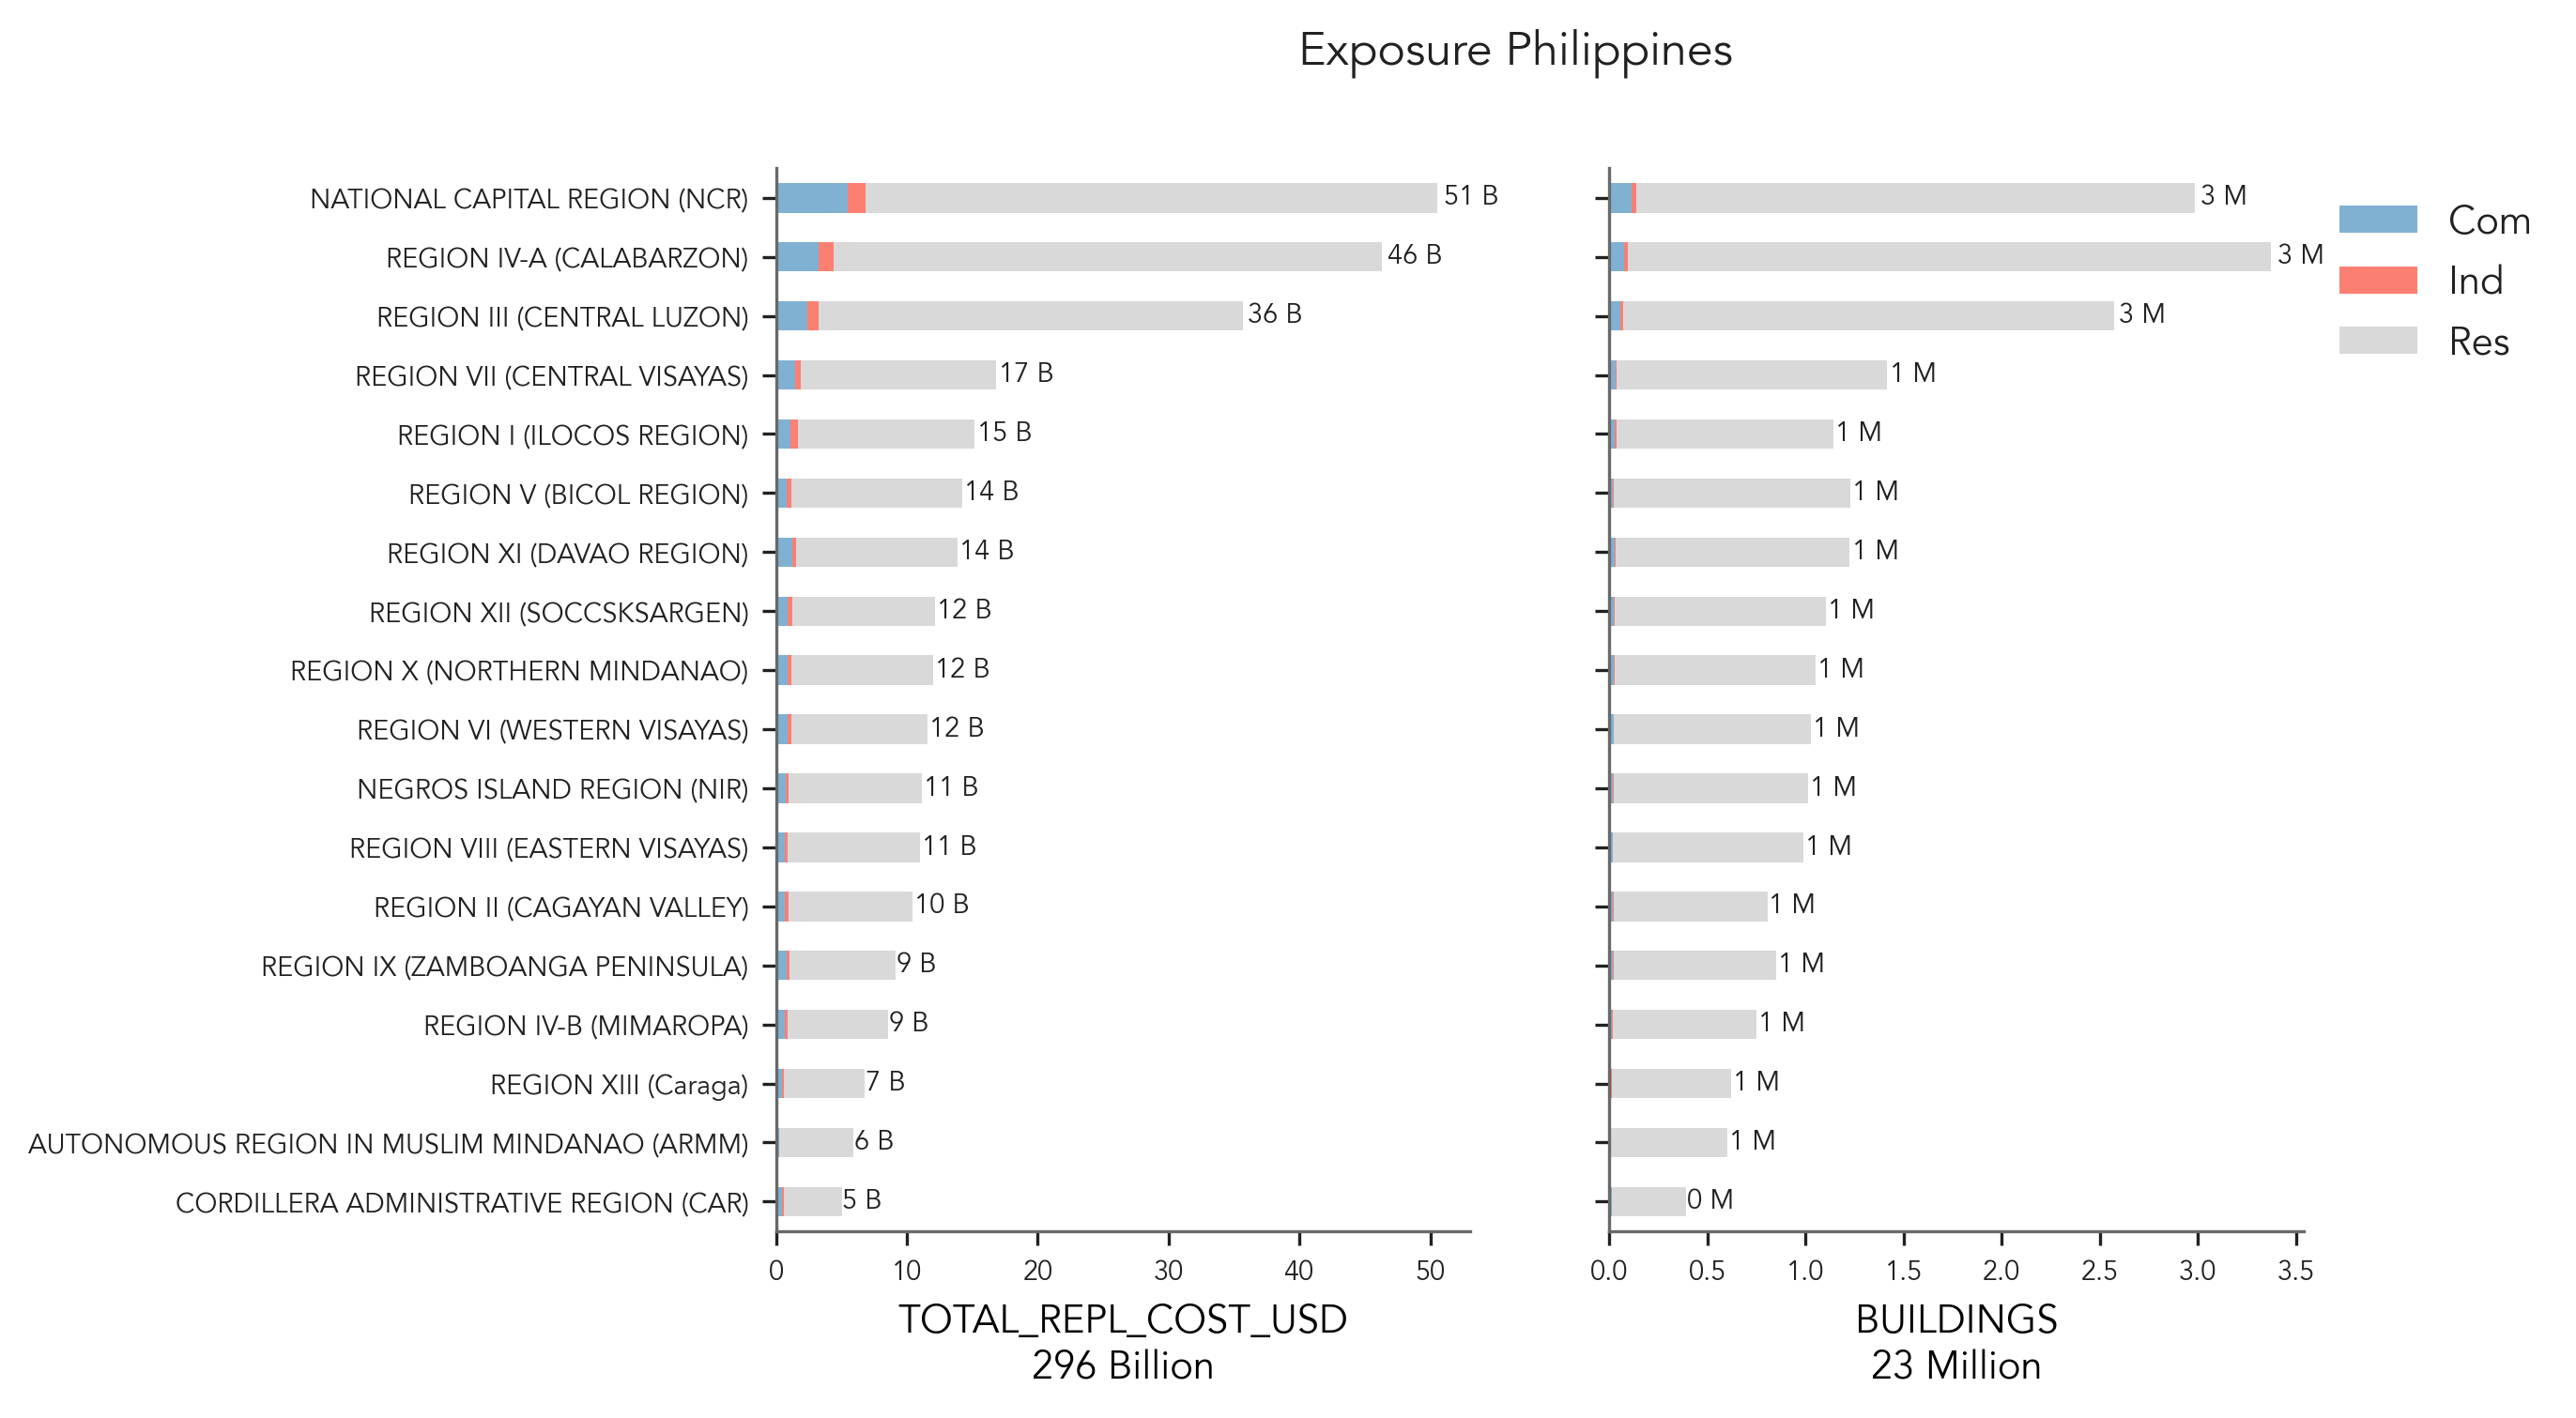 Exposure Philippines
NATIONAL CAPITAL REGION (NCR)
REGION IV-A (CALABARZON)
REGION III (CENTRAL LUZON)
REGION VII (CENTRAL VISAYAS)
REGION I (ILOCOS REGION)
REGION V (BICOL REGION)
REGION XI (DAVAO REGION)
REGION XII (SOCCSKSARGEN)
REGION X (NORTHERN MINDANAO)
REGION VI (WESTERN VISAYAS)
NEGROS ISLAND REGION (NIR)
REGION VIII (EASTERN VISAYAS)
REGION II (CAGAYAN VALLEY)
REGION IX (ZAMBOANGA PENINSULA)
REGION IV-B (MIMAROPA)
REGION XIII (Caraga)
AUTONOMOUS REGION IN MUSLIM MINDANAO (ARMM)
CORDILLERA ADMINISTRATIVE REGION (CAR)
51 B
46 B
36 B
17 B
15 B
14 B
14 B
12 B
12 B
12 B
11 B
11 B
10 B
9 B
9 B
7 B
6 B
5 B
0 10 20 30 40 50
TOTAL_REPL_COST_USD
296 Billion
3 M
3 M
3 M
1 M
1 M
1 M
1 M
1 M
1 M
1 M
1 M
1 M
1 M
1 M
1 M
1 M
1 M
0 M
0.0 0.5 1.0 1.5 2.0 2.5 3.0 3.5
BUILDINGS
23 Million
Com
Ind
Res